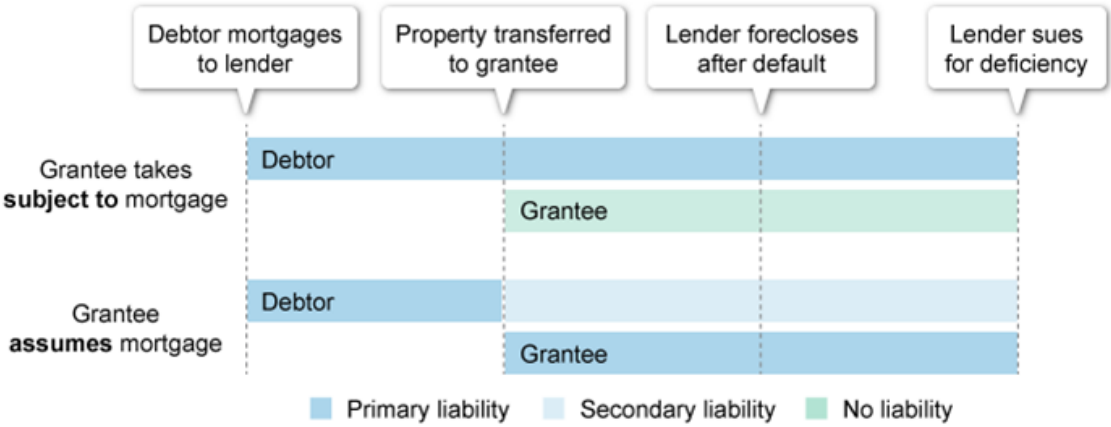 Debtor mortgages
to lender
Property transferred
to grantee
Lender forecloses
after default
Lender sues
for deficiency
Grantee takes
subject to mortgage
Debtor
Grantee
Grantee
assumes mortgage
Debtor
Grantee
Primary liability
Secondary liability
No liability